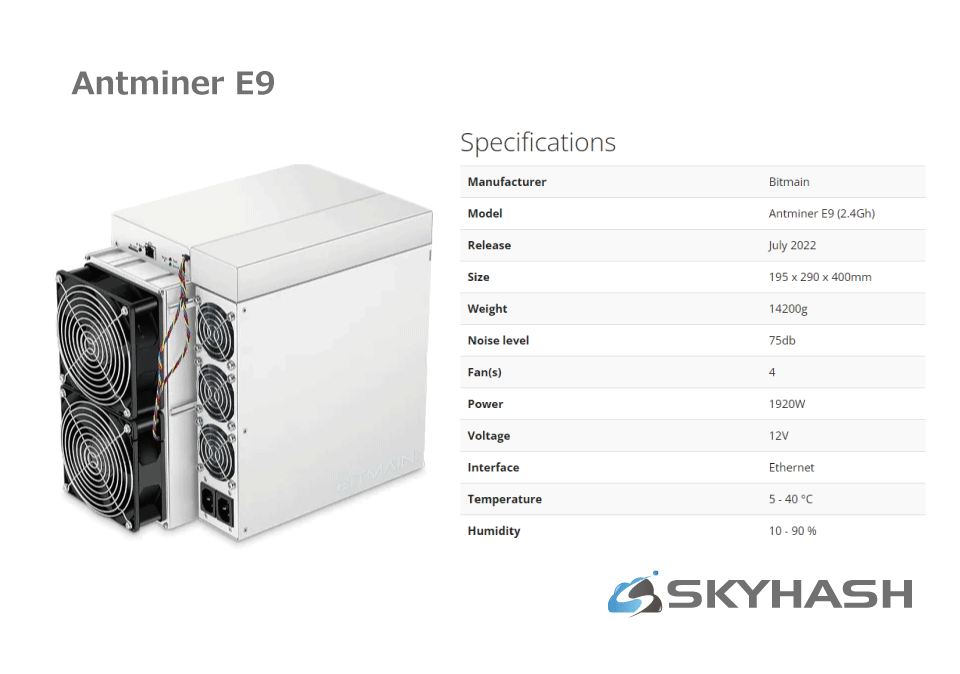 Antminer E9
Specifications
Manufacturer Bitmain
Model Antminer E9 (2.4Gh)
Release July 2022
Size 195 x 290 x 400mm
Weight 14200g
Noise level 75db
Fan(s) 4
Power 1920W
Voltage 12V
Interface Ethernet
Temperature 5 - 40 °C
Humidity 10 - 90 %
BITMAIN
SKYHASH